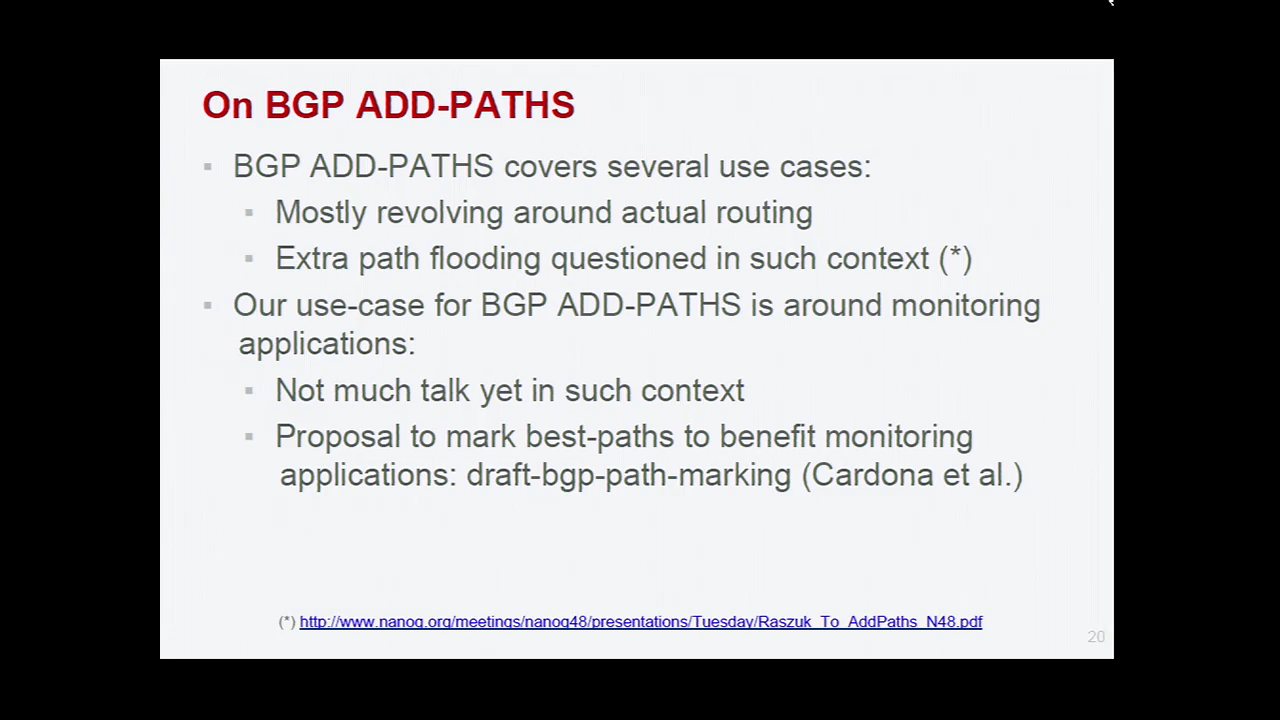 On BGP ADD-PATHS
▪ BGP ADD-PATHS covers several use cases:
▪ Mostly revolving around actual routing
▪ Extra path flooding questioned in such context (*)
▪ Our use-case for BGP ADD-PATHS is around monitoring
applications:
▪ Not much talk yet in such context
▪ Proposal to mark best-paths to benefit monitoring
applications: draft-bgp-path-marking (Cardona et al.)
(*) http://www.nanog.org/meetings/nanog48/presentations/Tuesday/Raszuk_To_AddPaths_N48.pdf
20